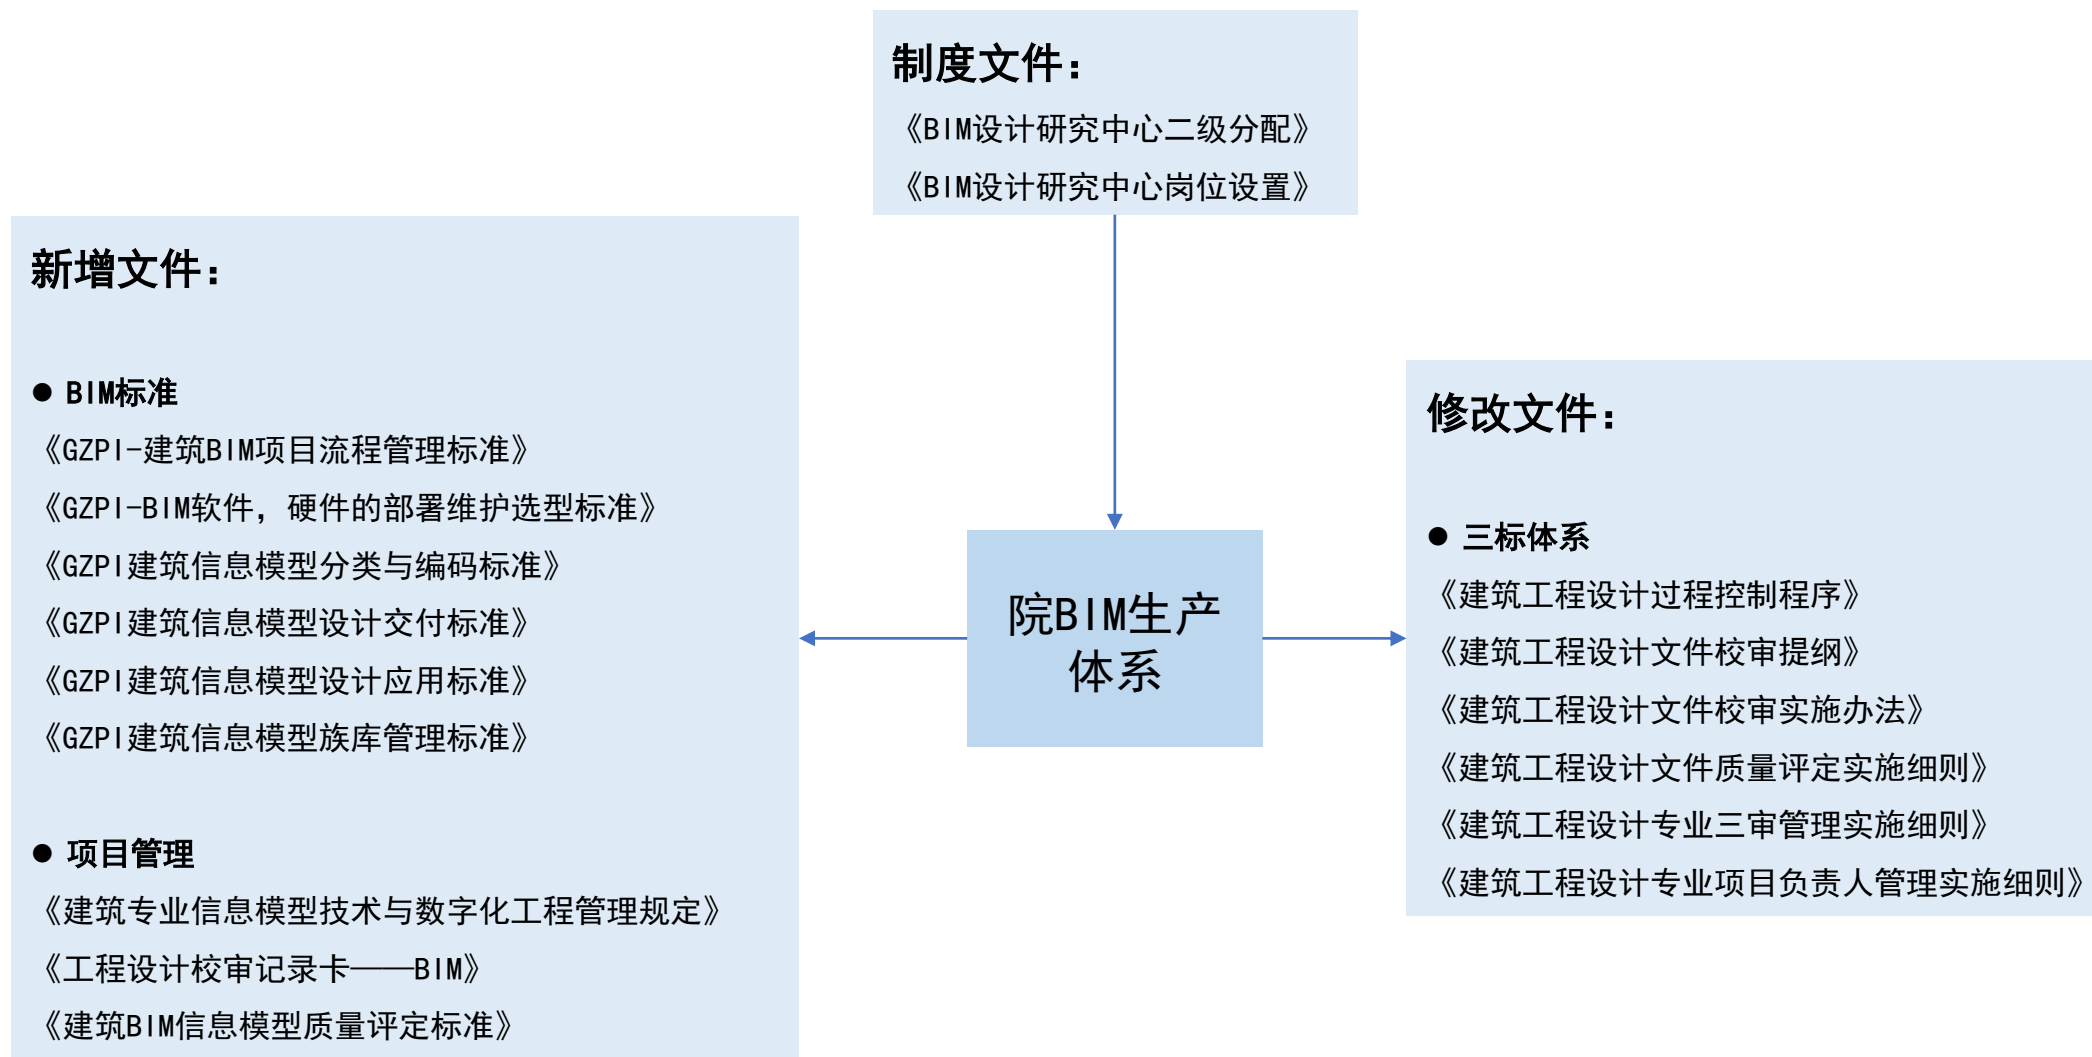 制度文件：
《BIM设计研究中心二级分配》
《BIM设计研究中心岗位设置》
新增文件：
● BIM标准
《GZPI-建筑BIM项目流程管理标准》
《GZPI-BIM软件，硬件的部署维护选型标准》
《GZPI建筑信息模型分类与编码标准》
《GZPI建筑信息模型设计交付标准》
《GZPI建筑信息模型设计应用标准》
《GZPI建筑信息模型族库管理标准》
● 项目管理
《建筑专业信息模型技术与数字化工程管理规定》
《工程设计校审记录卡——BIM》
《建筑BIM信息模型质量评定标准》
院BIM生产
体系
修改文件：
● 三标体系
《建筑工程设计过程控制程序》
《建筑工程设计文件校审提纲》
《建筑工程设计文件校审实施办法》
《建筑工程设计文件质量评定实施细则》
《建筑工程设计专业三审管理实施细则》
《建筑工程设计专业项目负责人管理实施细则》